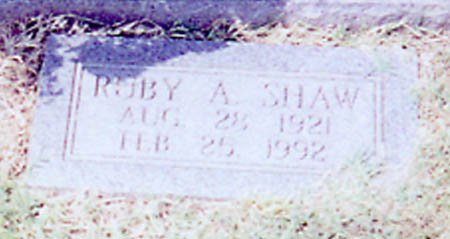 RUBY A. SHAW
AUG. 28, 1921
FEB. 25, 1992